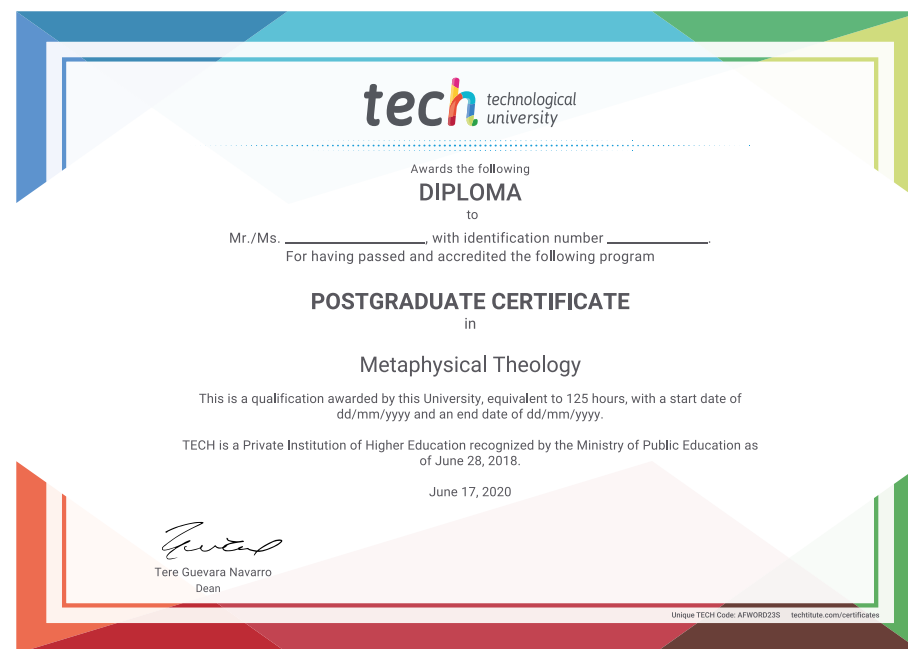 tech technological
university
Awards the following
DIPLOMA
to
Mr./Ms. ____________________, with identification number ______________.
For having passed and accredited the following program
POSTGRADUATE CERTIFICATE
in
Metaphysical Theology
This is a qualification awarded by this University, equivalent to 125 hours, with a start date of
dd/mm/yyyy and an end date of dd/mm/yyyy.
TECH is a Private Institution of Higher Education recognized by the Ministry of Public Education as
of June 28, 2018.
June 17, 2020
Tere Guevara Navarro
Dean
Unique TECH Code: AFWORD23S techtitute.com/certificates